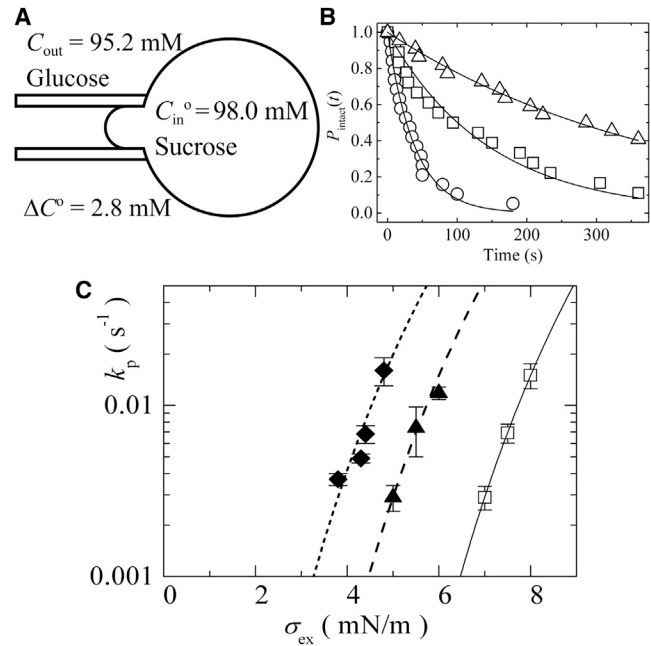 A
C_out = 95.2 mM
Glucose
C_in^o = 98.0 mM
Sucrose
ΔC^o = 2.8 mM
B
P_intact(t)
1.0
0.8
0.6
0.4
0.2
0.0
0 100 200 300
Time (s)
C
k_p ( s^-1 )
0.01
0.001
0 2 4 6 8
σ_ex ( mN/m )